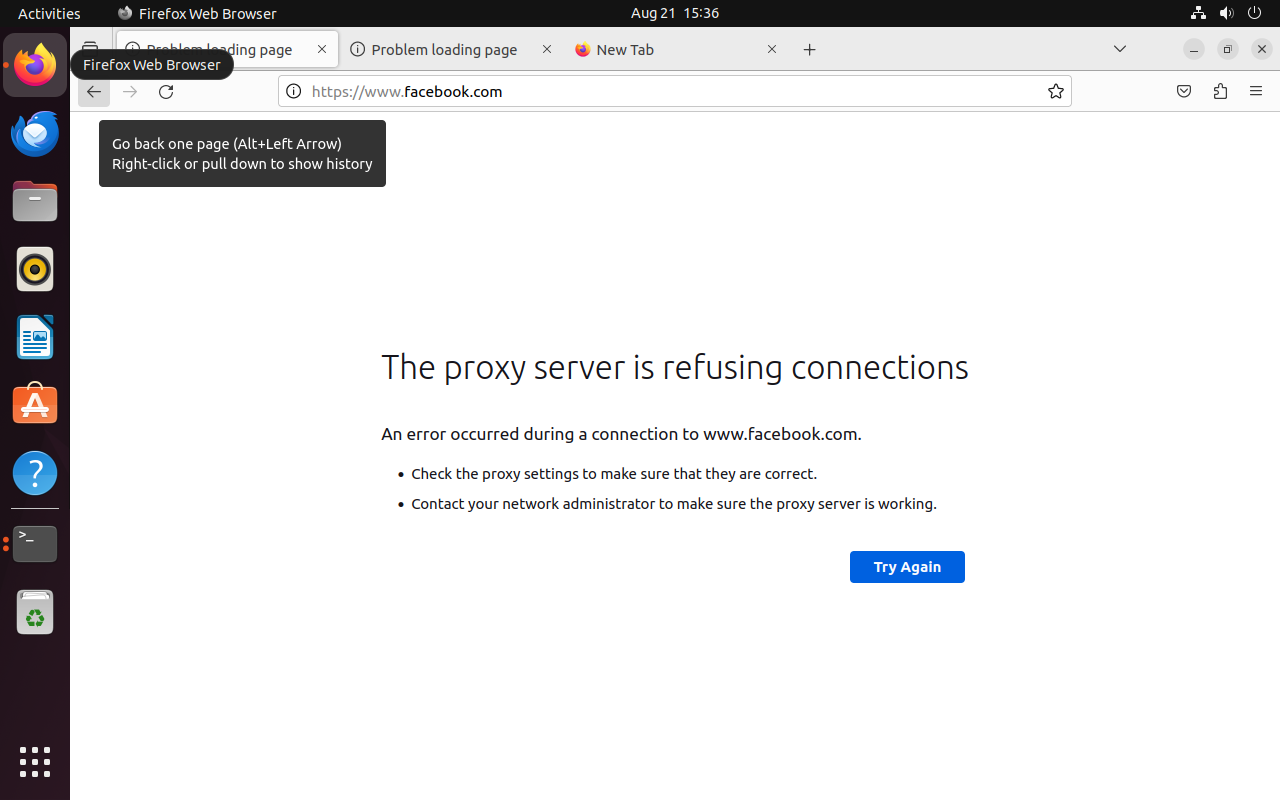 Activities
Firefox Web Browser
Aug 21 15:36
Problem loading page
Problem loading page
New Tab
Firefox Web Browser
https://www.facebook.com
Go back one page (Alt+Left Arrow)
Right-click or pull down to show history
The proxy server is refusing connections
An error occurred during a connection to www.facebook.com.
• Check the proxy settings to make sure that they are correct.
• Contact your network administrator to make sure the proxy server is working.
Try Again
>_